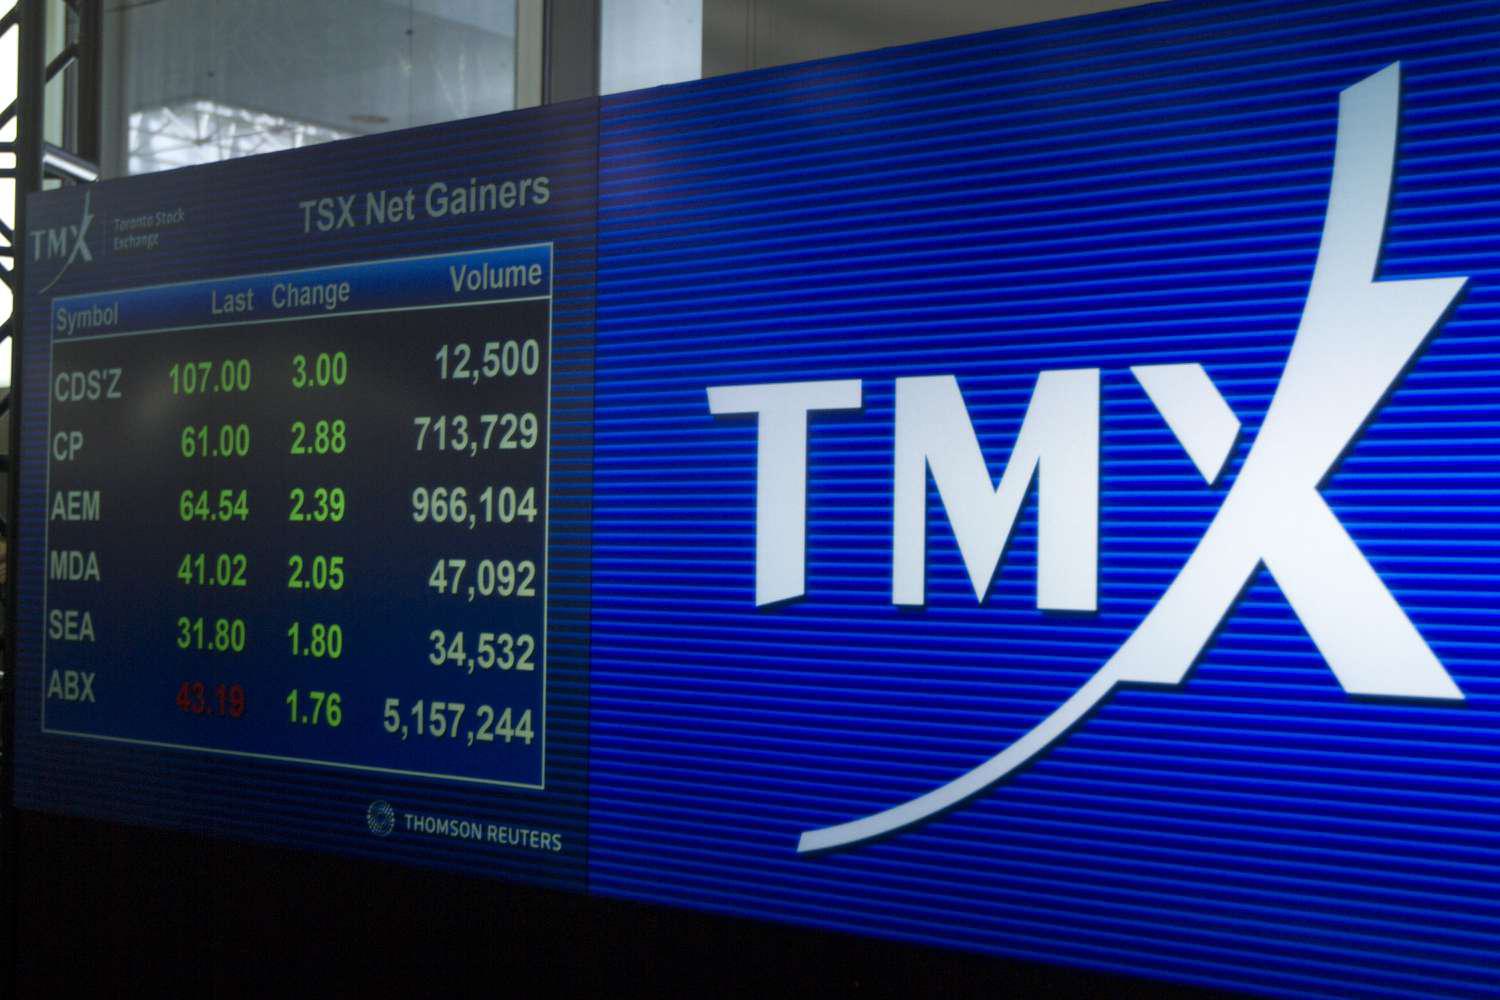 TMX
Toronto Stock
Exchange
TSX Net Gainers
Symbol Last Change Volume
CDS'Z 107.00 3.00 12,500
CP 61.00 2.88 713,729
AEM 64.54 2.39 966,104
MDA 41.02 2.05 47,092
SEA 31.80 1.80 34,532
ABX 43.19 1.76 5,157,244
THOMSON REUTERS
TMX